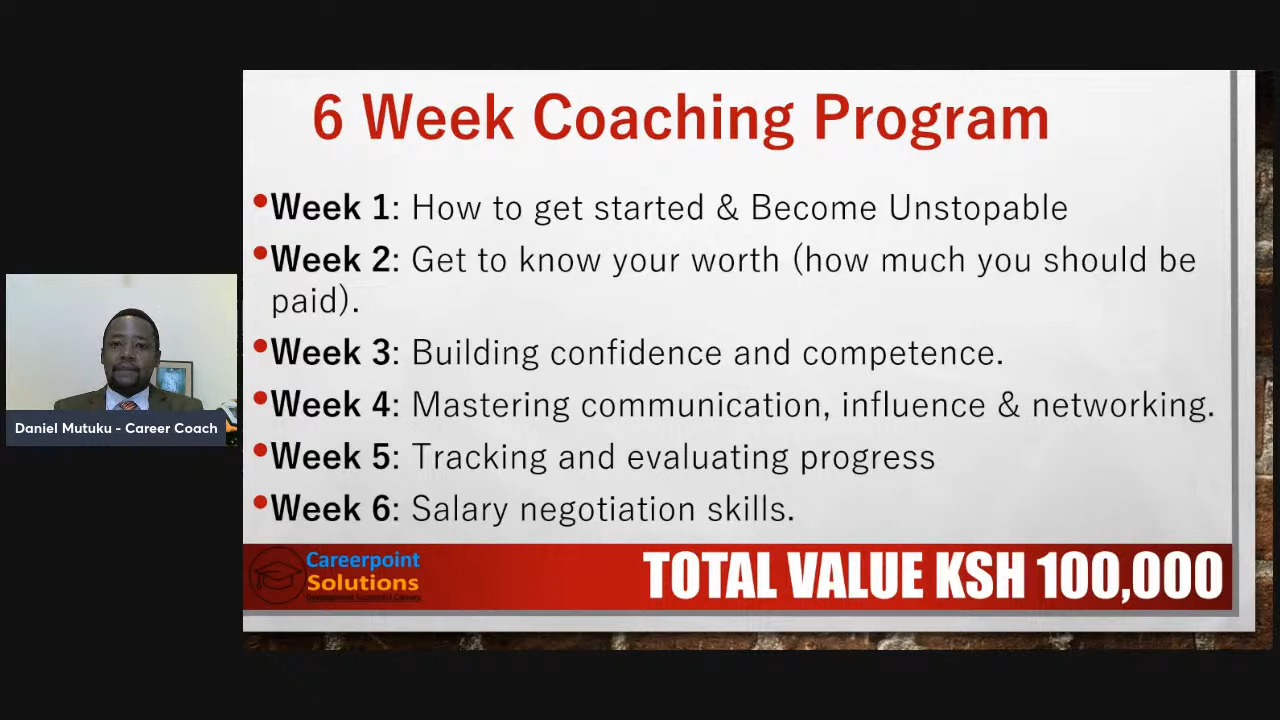 6 Week Coaching Program
•Week 1: How to get started & Become Unstopable
•Week 2: Get to know your worth (how much you should be
paid).
•Week 3: Building confidence and competence.
•Week 4: Mastering communication, influence & networking.
•Week 5: Tracking and evaluating progress
•Week 6: Salary negotiation skills.
Daniel Mutuku - Career Coach
Careerpoint
Solutions
TOTAL VALUE KSH 100,000